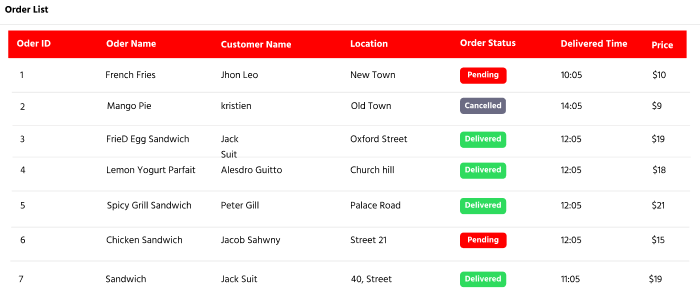 Order List
Oder ID Oder Name Customer Name Location Order Status Delivered Time Price
1 French Fries Jhon Leo New Town Pending 10:05 $10
2 Mango Pie kristien Old Town Cancelled 14:05 $9
3 FrieD Egg Sandwich Jack Oxford Street Delivered 12:05 $19
Suit
4 Lemon Yogurt Parfait Alesdro Guitto Church hill Delivered 12:05 $18
5 Spicy Grill Sandwich Peter Gill Palace Road Delivered 12:05 $21
6 Chicken Sandwich Jacob Sahwny Street 21 Pending 12:05 $15
7 Sandwich Jack Suit 40, Street Delivered 11:05 $19